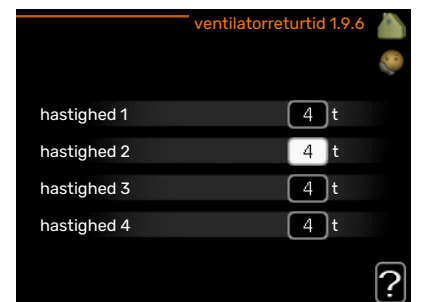 ventilatorreturtid 1.9.6
hastighed 1 4 t
hastighed 2 4 t
hastighed 3 4 t
hastighed 4 4 t
?